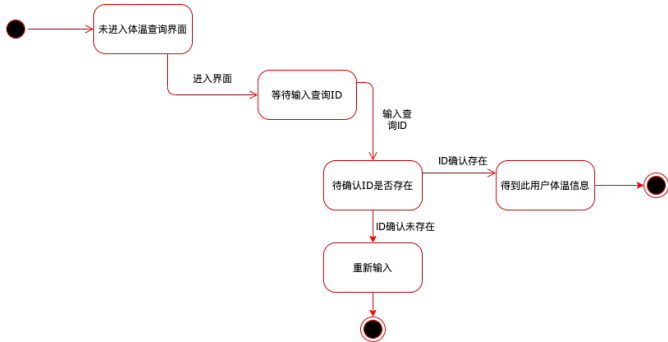 未进入体温查询界面
进入界面
等待输入查询ID
输入查
询ID
ID确认存在
待确认ID是否存在
得到此用户体温信息
ID确认未存在
重新输入